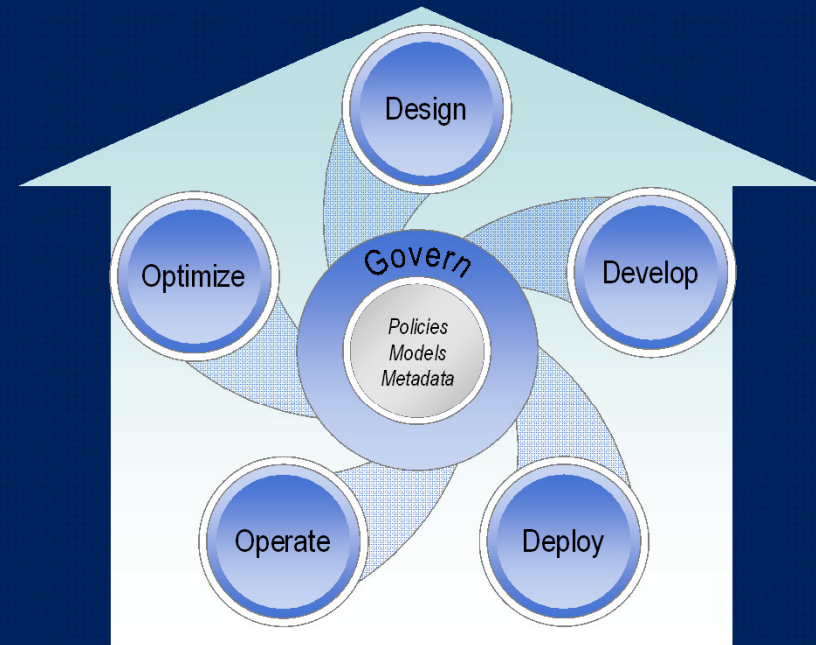 Design
Develop
Optimize
Govern
Policies
Models
Metadata
Operate
Deploy